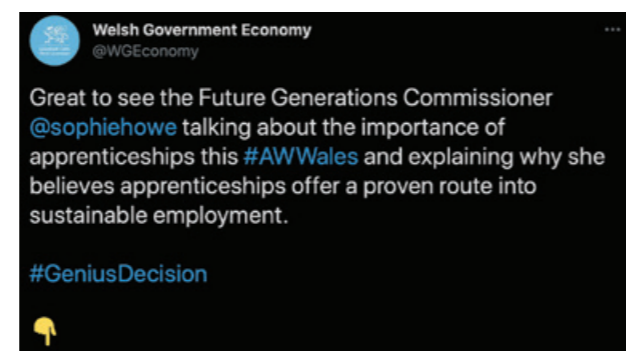 Welsh Government Economy
@WGEconomy
Great to see the Future Generations Commissioner
@sophiehowe talking about the importance of
apprenticeships this #AWWales and explaining why she
believes apprenticeships offer a proven route into
sustainable employment.
#GeniusDecision